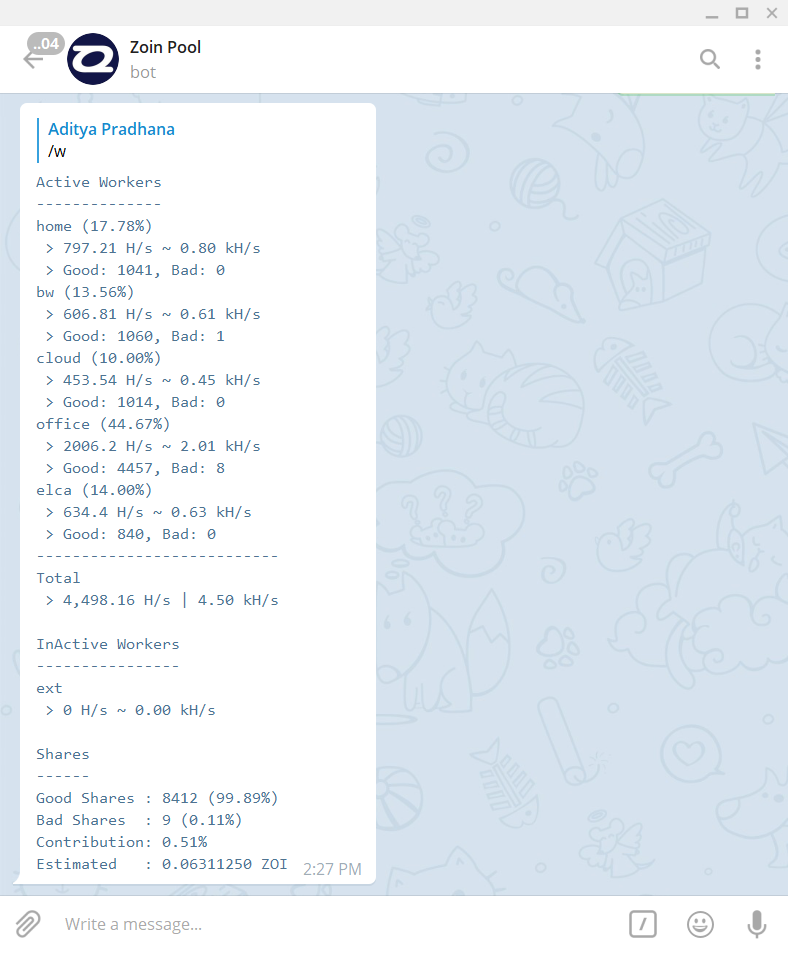 ..04
Zoin Pool
bot
Aditya Pradhana
/w
Active Workers
--------------
home (17.78%)
> 797.21 H/s ~ 0.80 kH/s
> Good: 1041, Bad: 0
bw (13.56%)
> 606.81 H/s ~ 0.61 kH/s
> Good: 1060, Bad: 1
cloud (10.00%)
> 453.54 H/s ~ 0.45 kH/s
> Good: 1014, Bad: 0
office (44.67%)
> 2006.2 H/s ~ 2.01 kH/s
> Good: 4457, Bad: 8
elca (14.00%)
> 634.4 H/s ~ 0.63 kH/s
> Good: 840, Bad: 0
---------------------------
Total
> 4,498.16 H/s | 4.50 kH/s
InActive Workers
----------------
ext
> 0 H/s ~ 0.00 kH/s
Shares
------
Good Shares : 8412 (99.89%)
Bad Shares  : 9 (0.11%)
Contribution: 0.51%
Estimated   : 0.06311250 ZOI
2:27 PM
Write a message...